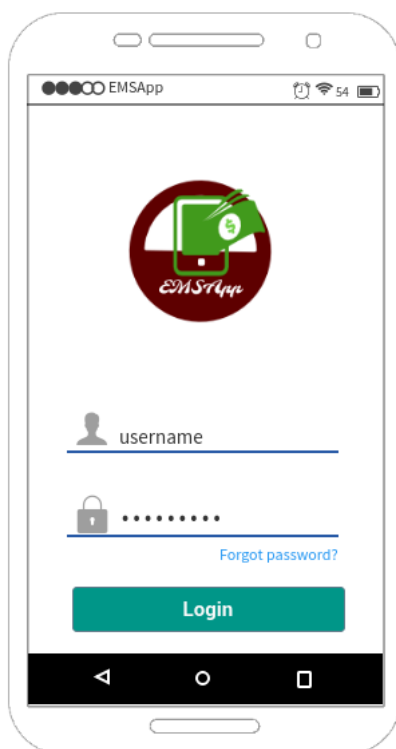 EMSApp 54
$
EMSApp
username
•••••••••
Forgot password?
Login